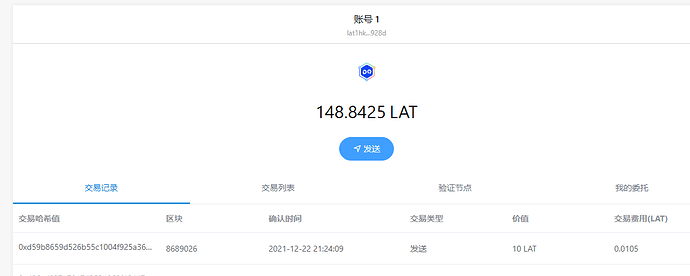 账号 1
lat1hk...928d
148.8425 LAT
发送
交易记录 交易列表 验证节点 我的委托
交易哈希值 区块 确认时间 交易类型 价值 交易费用(LAT)
0xd59b8659d526b55c1004f925a36... 8689026 2021-12-22 21:24:09 发送 10 LAT 0.0105